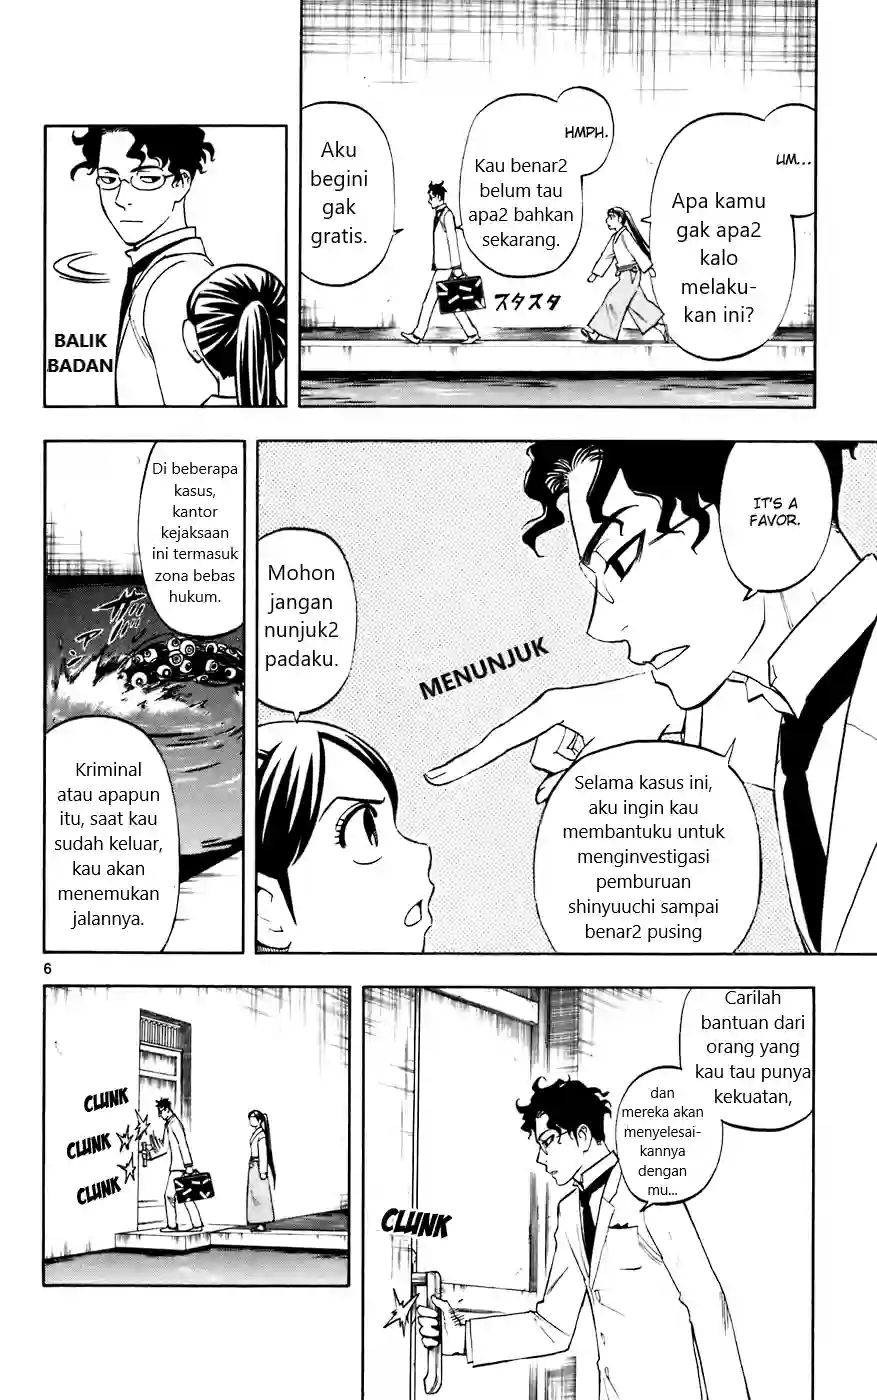 UM...
Apa kamu
gak apa2
kalo
melaku-
kan ini?
HMPH.
Kau benar2
belum tau
apa2 bahkan
sekarang.
スタスタ
Aku
begini
gak
gratis.
BALIK
BADAN
IT'S A
FAVOR.
MENUNJUK
Selama kasus ini,
aku ingin kau
membantuku untuk
menginvestigasi
pemburuan
shinyuuchi sampai
benar2 pusing
Mohon
jangan
nunjuk2
padaku.
Di beberapa
kasus,
kantor
kejaksaan
ini termasuk
zona bebas
hukum.
Kriminal
atau apapun
itu, saat kau
sudah keluar,
kau akan
menemukan
jalannya.
6
Carilah
bantuan dari
orang yang
kau tau punya
kekuatan,
dan
mereka akan
menyelesai-
kannya
dengan
mu...
CLUNK
CLUNK
CLUNK
CLUNK